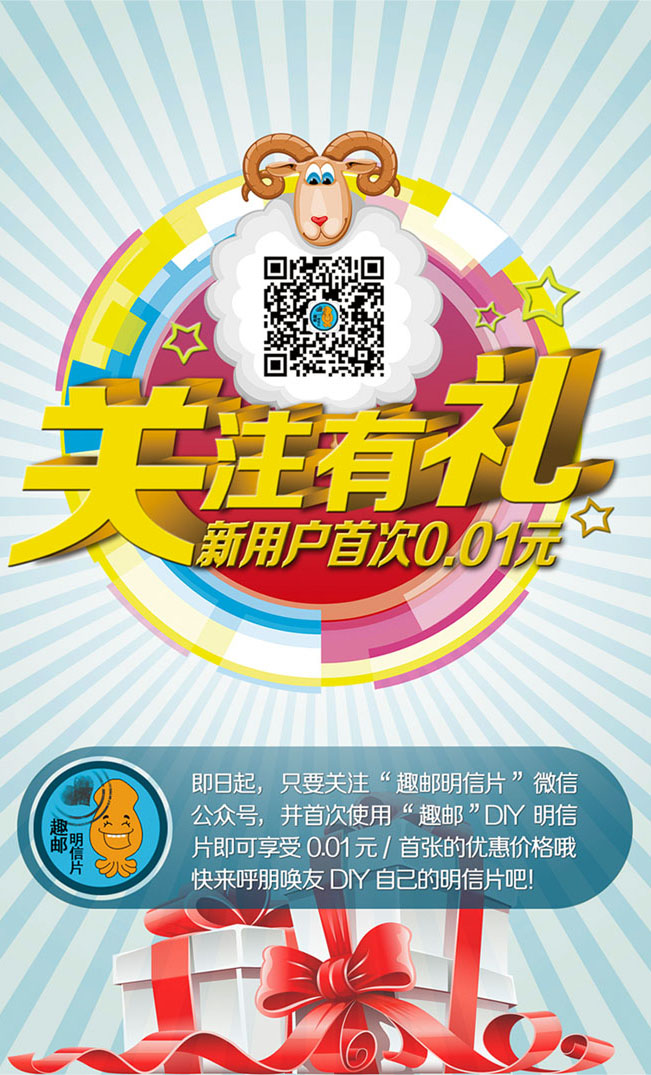 关注有礼
新用户首次0.01元
趣邮
明信片
即日起，只要关注“趣邮明信片”微信
公众号，并首次使用“趣邮”DIY 明信
片即可享受 0.01 元 / 首张的优惠价格哦
快来呼朋唤友 DIY 自己的明信片吧！